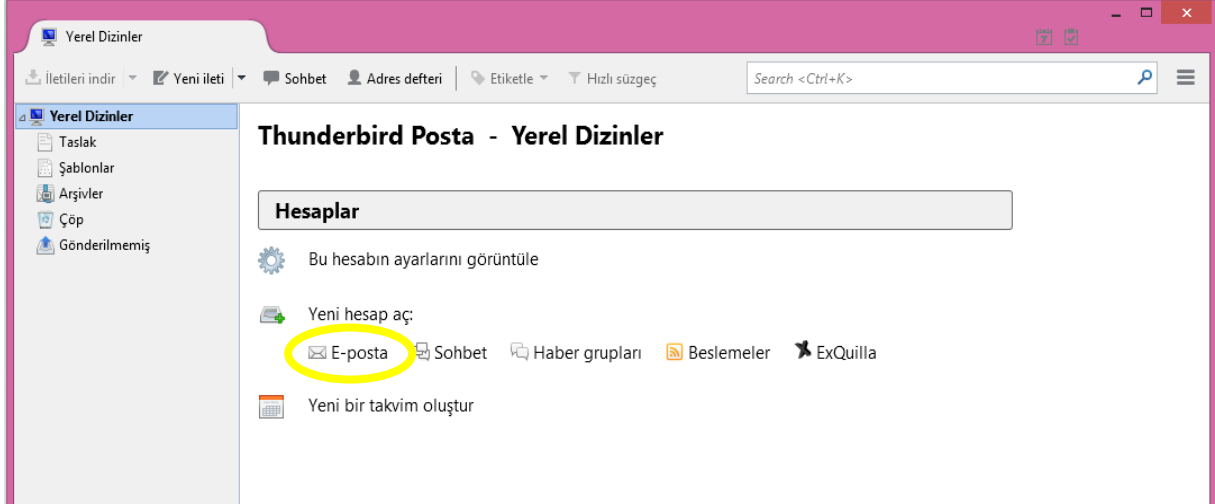 Yerel Dizinler
İletileri indir Yeni ileti Sohbet Adres defteri Etiketle Hızlı süzgeç Search <Ctrl+K>
Yerel Dizinler
Taslak
Şablonlar
Arşivler
Çöp
Gönderilmemiş
Thunderbird Posta - Yerel Dizinler
Hesaplar
Bu hesabın ayarlarını görüntüle
Yeni hesap aç:
E-posta Sohbet Haber grupları Beslemeler ExQuilla
Yeni bir takvim oluştur